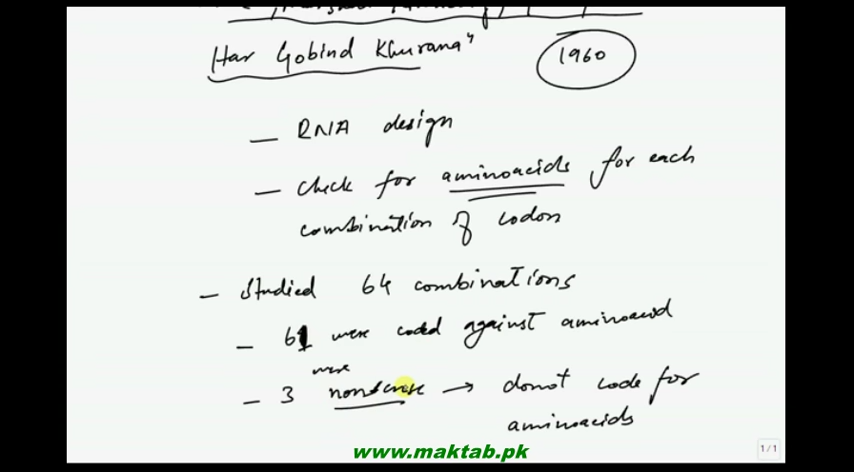 Har Gobind Khurana"
1960
— RNA design
— check for aminoacids for each
combination of codon
- Studied 64 combinations
- 61 were coded against aminoacid
were
- 3 nonsense → donot code for
aminoacids
www.maktab.pk
1/1